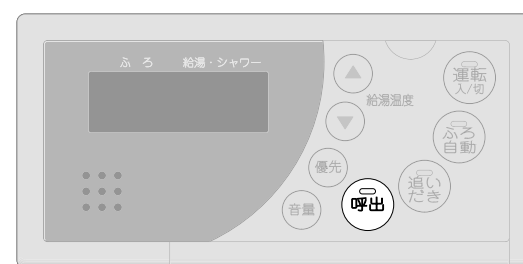 ふろ 給湯・シャワー
運転
入/切
給湯温度
ふろ
自動
優先
追い
だき
呼出
音量